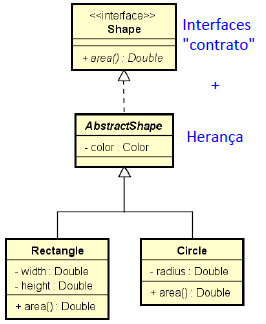 <<interface>>
Shape
+ area() : Double
Interfaces
"contrato"
+
AbstractShape
- color : Color
Herança
Rectangle
- width : Double
- height : Double
+ area() : Double
Circle
- radius : Double
+ area() : Double